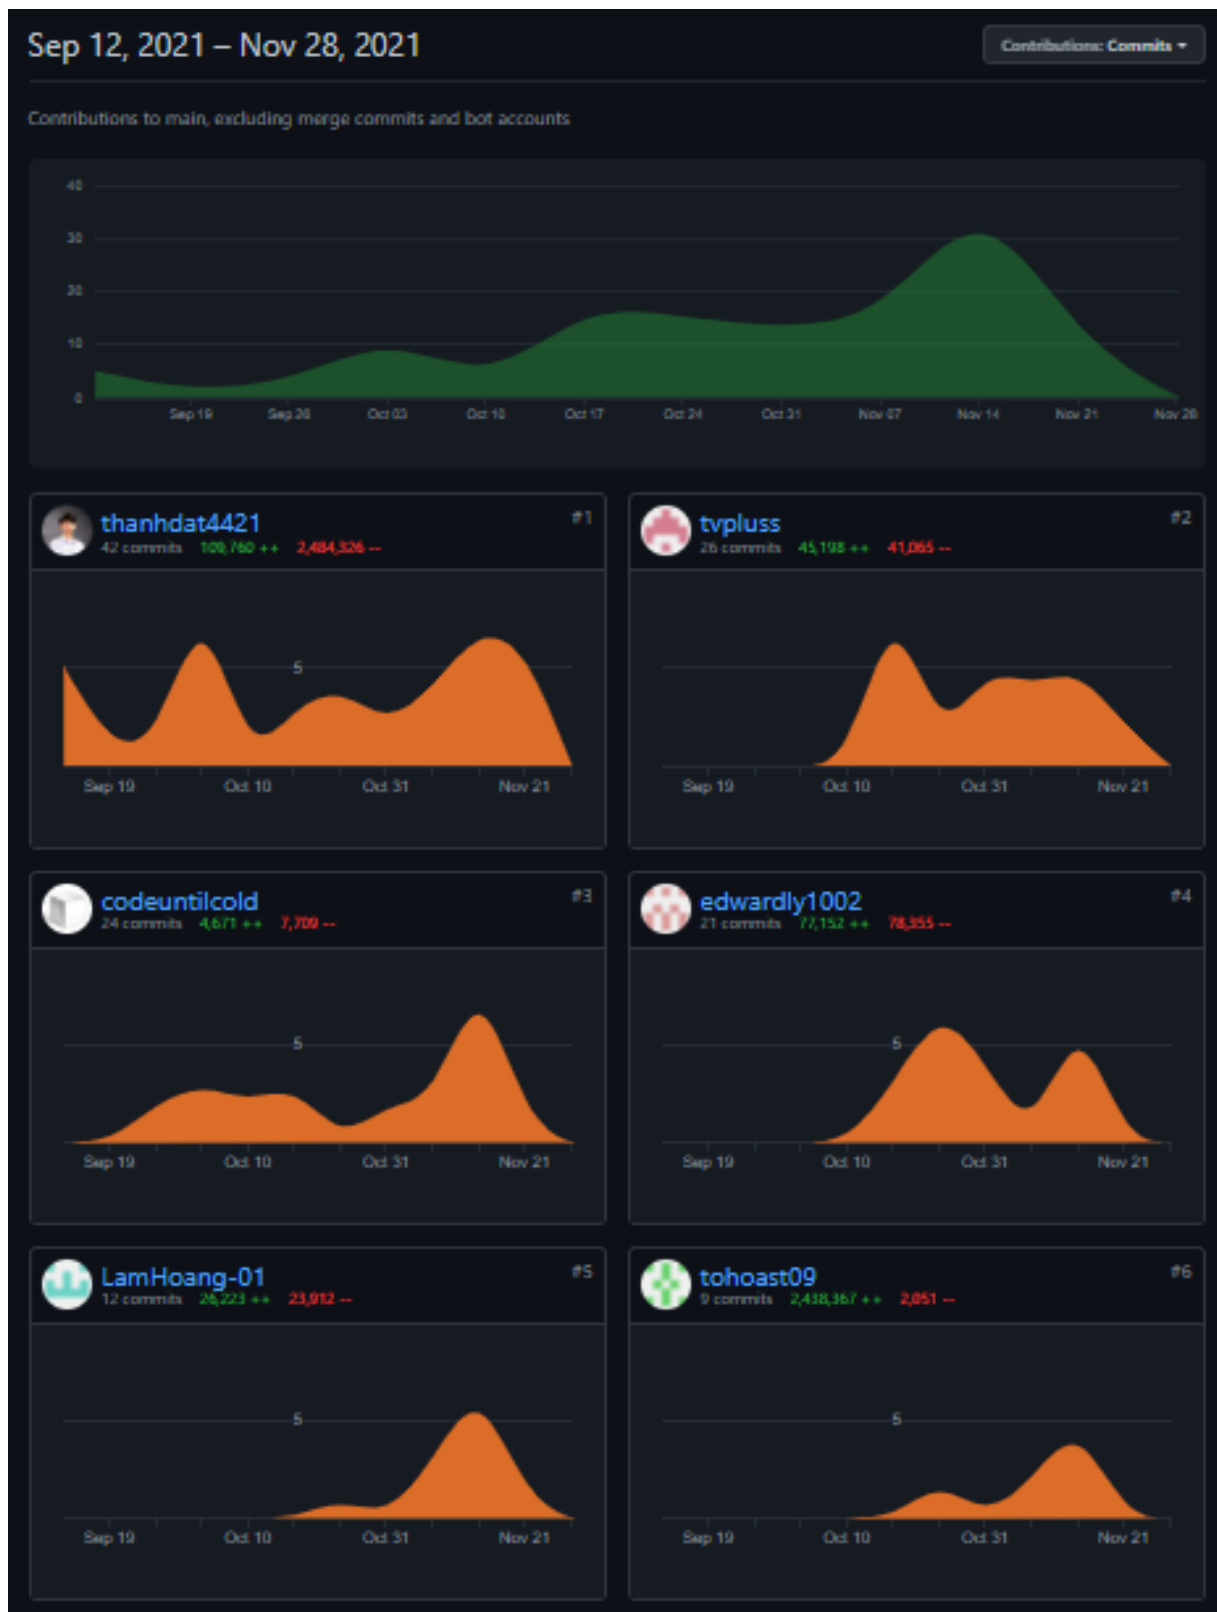 Sep 12, 2021 – Nov 28, 2021
Contributions: Commits
Contributions to main, excluding merge commits and bot accounts
40
30
20
10
0
Sep 19 Sep 26 Oct 03 Oct 10 Oct 17 Oct 24 Oct 31 Nov 07 Nov 14 Nov 21 Nov 28
thanhdat4421 #1
42 commits 109,760 ++ 2,484,326 --
5
Sep 19 Oct 10 Oct 31 Nov 21
tvpluss #2
26 commits 45,198 ++ 41,065 --
Sep 19 Oct 10 Oct 31 Nov 21
codeuntilcold #3
24 commits 4,671 ++ 7,709 --
5
Sep 19 Oct 10 Oct 31 Nov 21
edwardly1002 #4
21 commits 77,152 ++ 78,355 --
5
Sep 19 Oct 10 Oct 31 Nov 21
LamHoang-01 #5
12 commits 26,223 ++ 23,912 --
5
Sep 19 Oct 10 Oct 31 Nov 21
tohoast09 #6
9 commits 2,438,367 ++ 2,051 --
5
Sep 19 Oct 10 Oct 31 Nov 21